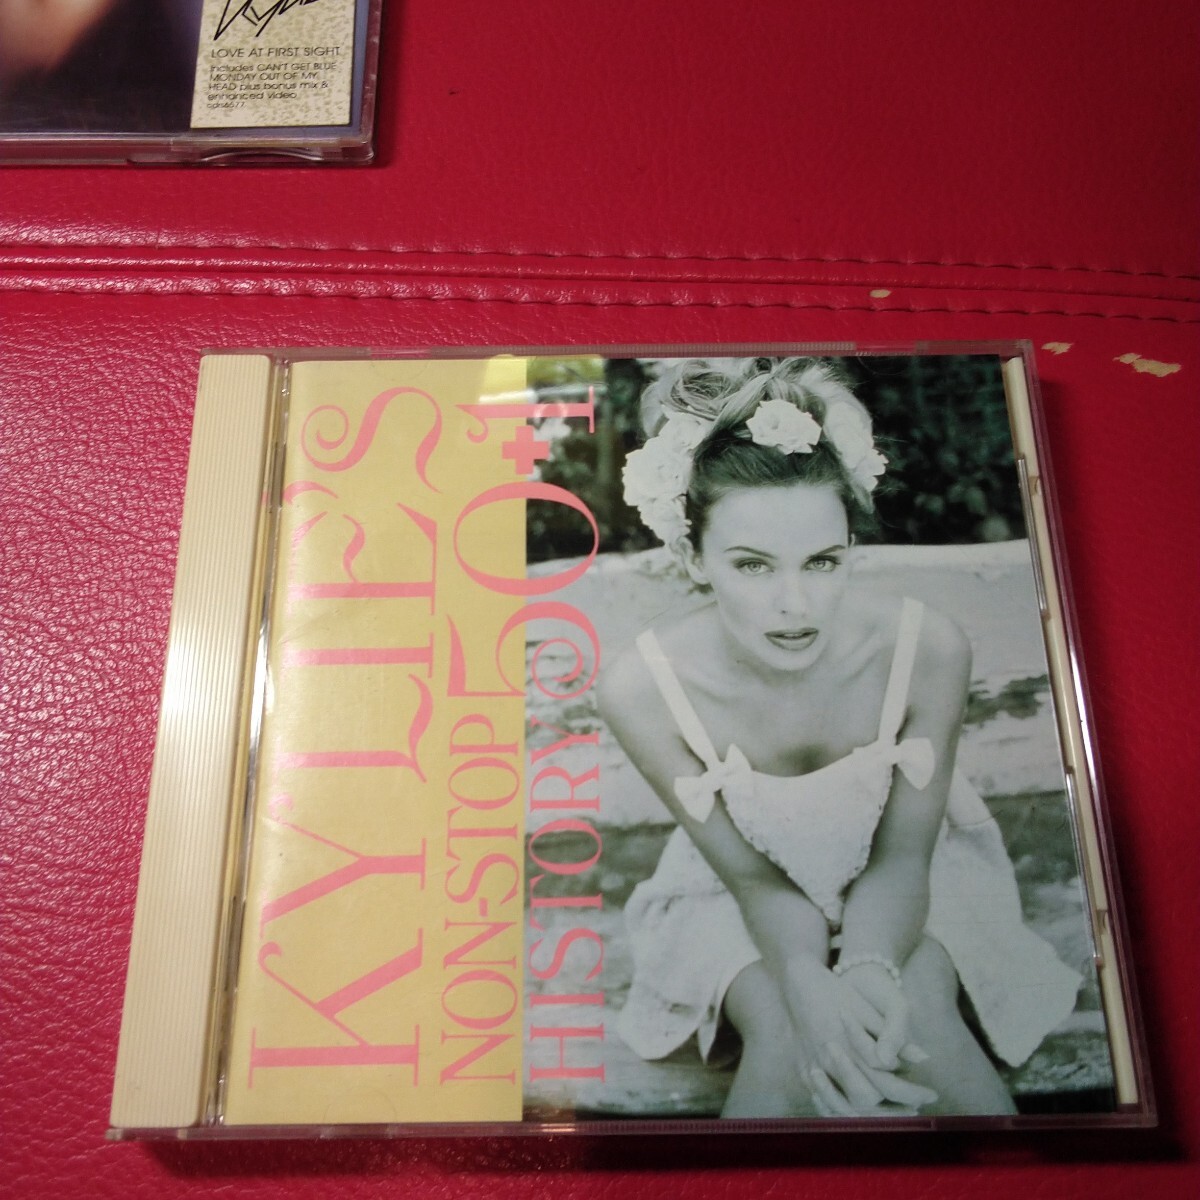 Kylie
LOVE AT FIRST SIGHT
Includes CAN'T GET BLUE
MONDAY OUT OF MY
HEAD plus bonus mix &
enhanced video
KYLIE'S
NON-STOP 50+1
HISTORY